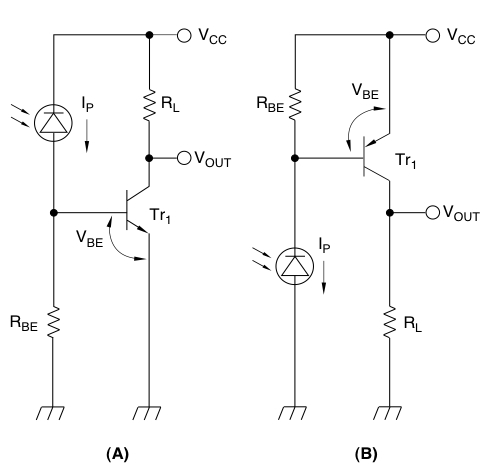 V_CC
I_P
R_L
V_OUT
Tr_1
V_BE
R_BE
(A)
V_CC
V_BE
R_BE
Tr_1
V_OUT
I_P
R_L
(B)